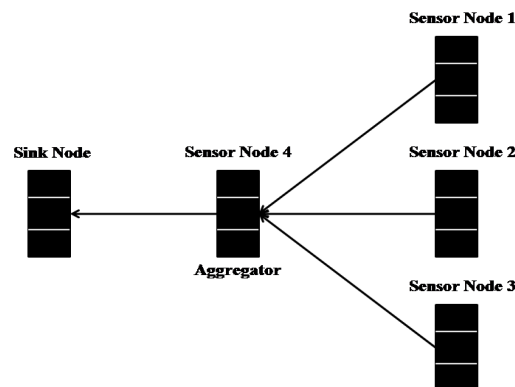 Sensor Node 1
Sink Node
Sensor Node 4
Sensor Node 2
Aggregator
Sensor Node 3